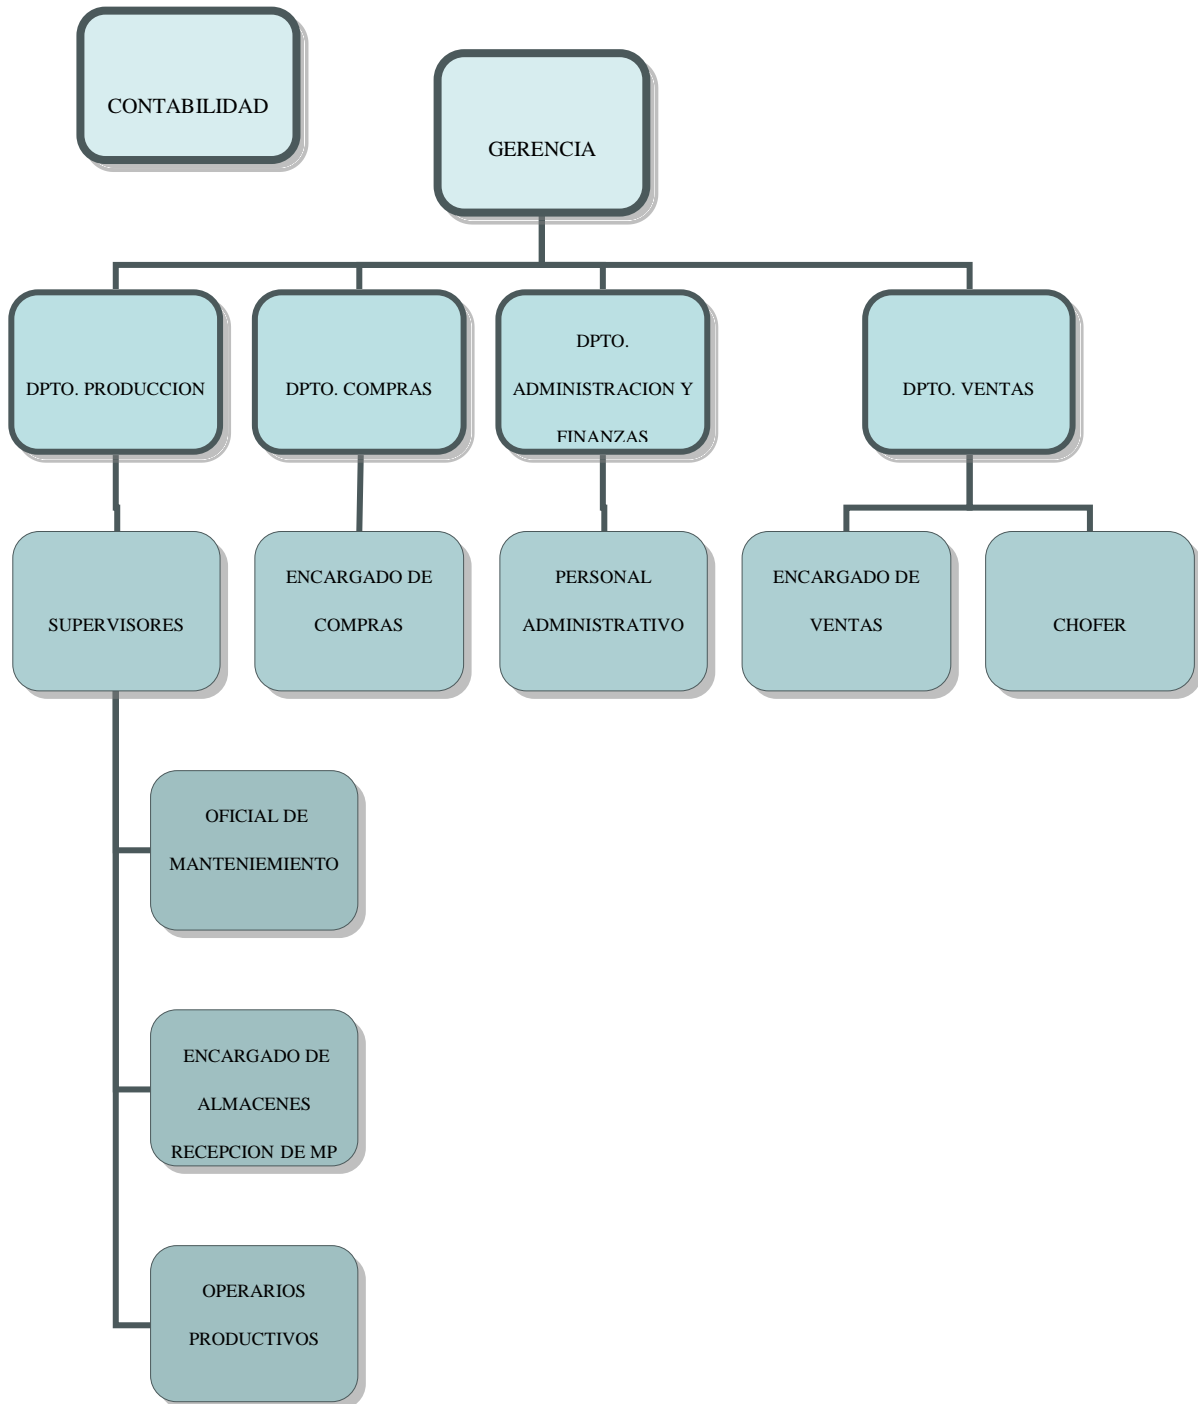 CONTABILIDAD
GERENCIA
DPTO. PRODUCCION
DPTO. COMPRAS
DPTO.
ADMINISTRACION Y
FINANZAS
DPTO. VENTAS
SUPERVISORES
ENCARGADO DE
COMPRAS
PERSONAL
ADMINISTRATIVO
ENCARGADO DE
VENTAS
CHOFER
OFICIAL DE
MANTENIEMIENTO
ENCARGADO DE
ALMACENES
RECEPCION DE MP
OPERARIOS
PRODUCTIVOS